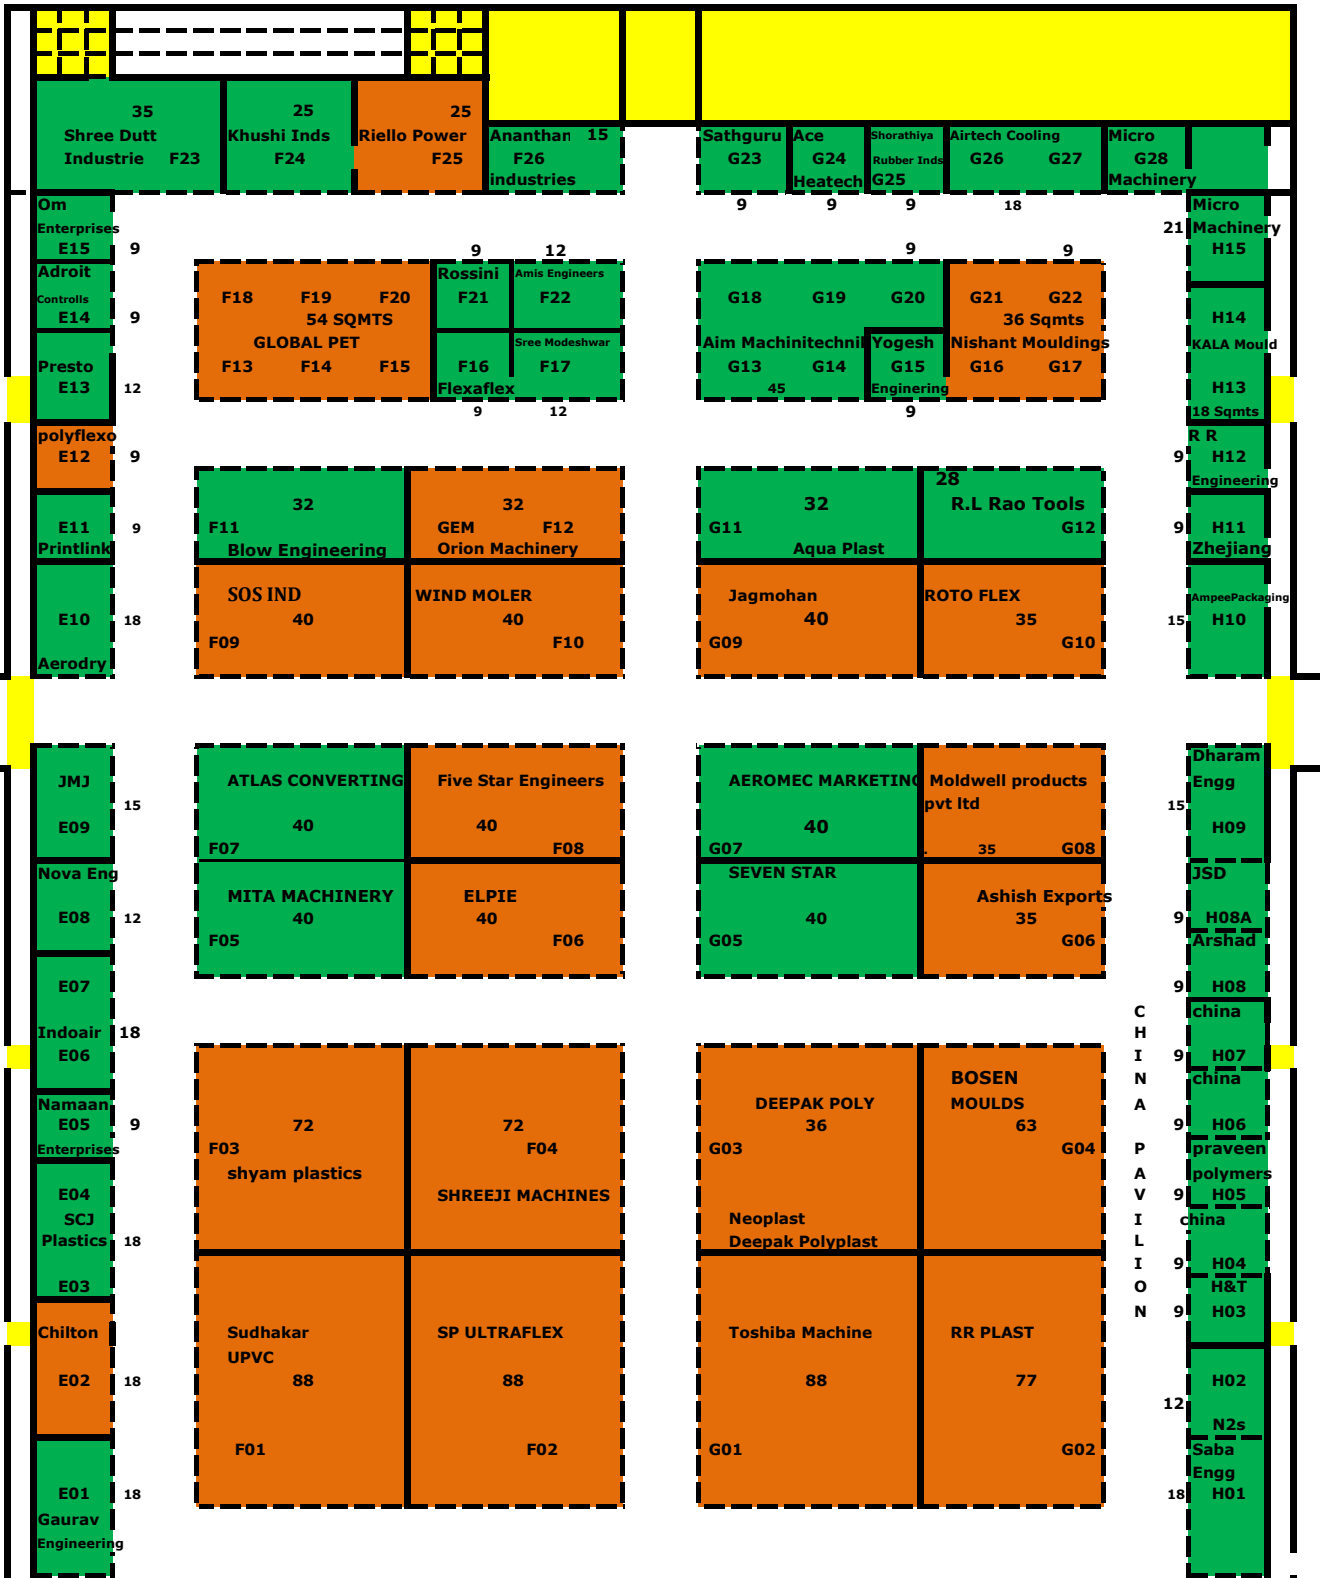 35 25 25
Shree Dutt Khushi Inds Riello Power Ananthan 15 Sathguru Ace Shorathiya Airtech Cooling Micro
Industrie F23 F24 F25 F26 G23 G24 Rubber Inds G26 G27 G28
industries Heatech G25 Machinery
Om 9 9 9 18 Micro
Enterprises 21 Machinery
E15 9 9 12 9 9 H15
Adroit Rossini Amis Engineers
Controlls F18 F19 F20 F21 F22 G18 G19 G20 G21 G22
E14 9 54 SQMTS 36 Sqmts H14
GLOBAL PET Sree Modeshwar Aim Machinitechnik Yogesh Nishant Mouldings KALA Mould
Presto F13 F14 F15 F16 F17 G13 G14 G15 G16 G17
E13 12 Flexaflex 45 Enginering H13
9 12 9 18 Sqmts
polyflexo R R
E12 9 9 H12
28 Engineering
32 32 32 R.L Rao Tools
E11 9 F11 GEM F12 G11 G12 9 H11
Printlink Blow Engineering Orion Machinery Aqua Plast Zhejiang
SOS IND WIND MOLER Jagmohan ROTO FLEX AmpeePackaging
E10 18 40 40 40 35 15 H10
F09 F10 G09 G10
Aerodry
Dharam
JMJ ATLAS CONVERTING Five Star Engineers AEROMEC MARKETING Moldwell products Engg
15 pvt ltd 15
E09 40 40 40 H09
F07 F08 G07 . 35 G08
Nova Eng SEVEN STAR JSD
MITA MACHINERY ELPIE Ashish Exports
E08 12 40 40 40 35 9 H08A
F05 F06 G05 G06 Arshad
E07 9 H08
C china
Indoair 18 H
E06 I 9 H07
BOSEN N china
Namaan DEEPAK POLY MOULDS A
E05 9 72 72 36 63 9 H06
Enterprises F03 F04 G03 G04 P praveen
shyam plastics A polymers
E04 SHREEJI MACHINES V 9 H05
SCJ Neoplast I china
Plastics 18 Deepak Polyplast L
I 9 H04
E03 O H&T
N 9 H03
Chilton Sudhakar SP ULTRAFLEX Toshiba Machine RR PLAST
UPVC
E02 18 88 88 88 77 H02
12
N2s
F01 F02 G01 G02 Saba
Engg
E01 18 18 H01
Gaurav
Engineering